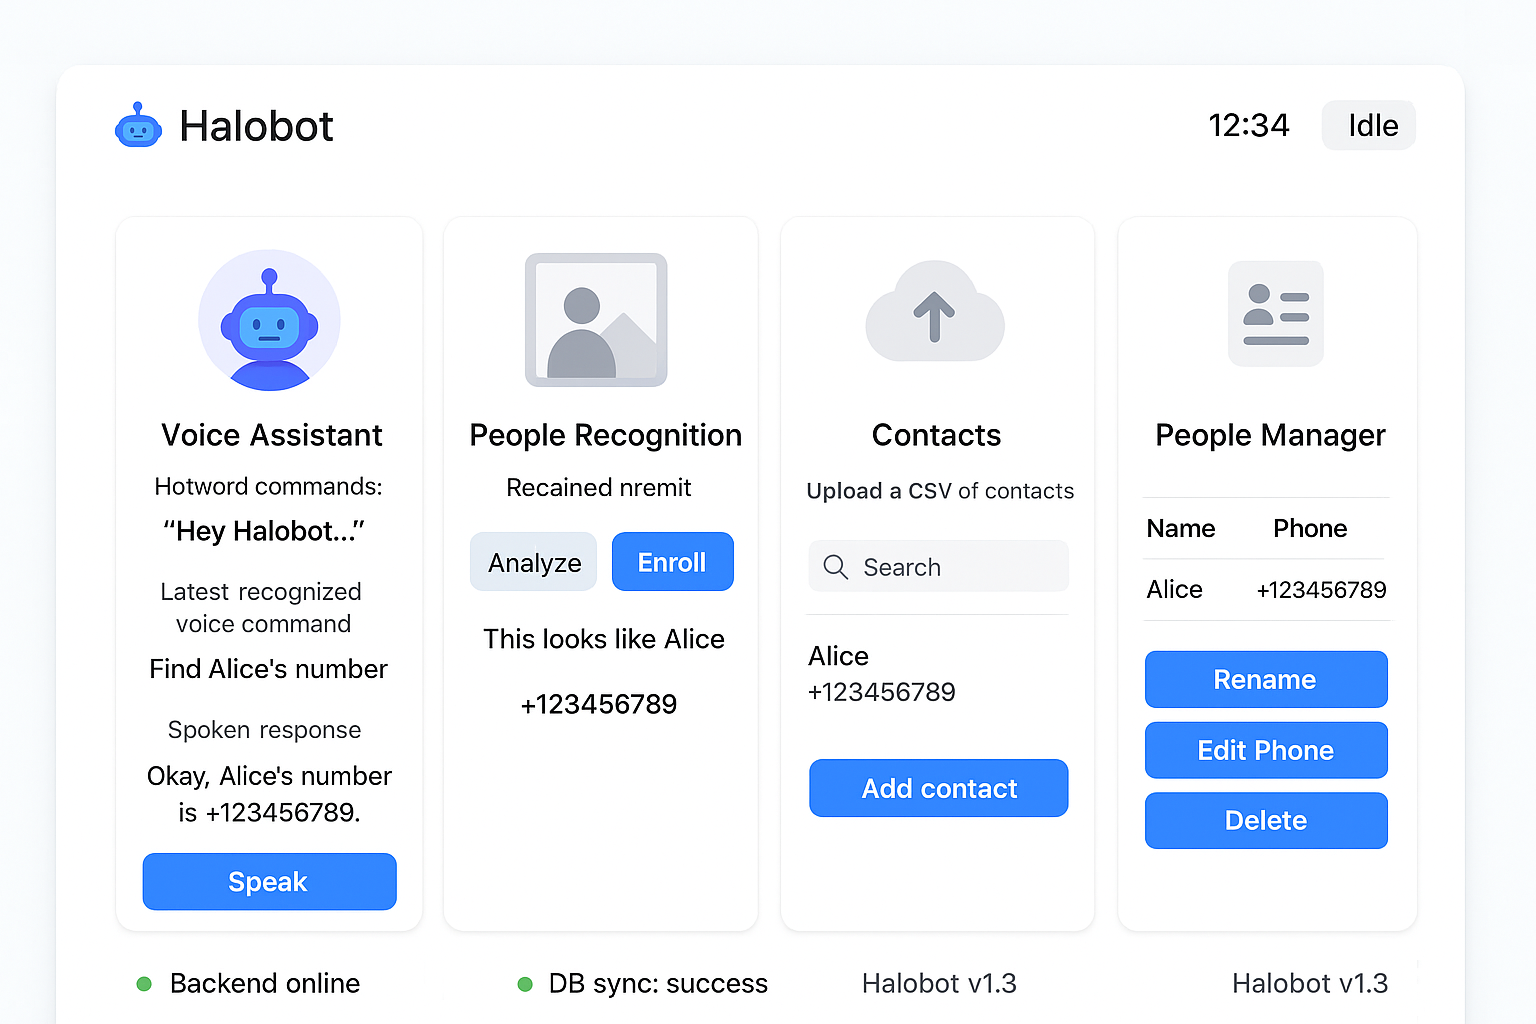 Halobot
12:34
Idle
Voice Assistant
Hotword commands:
“Hey Halobot...”
Latest recognized
voice command
Find Alice's number
Spoken response
Okay, Alice's number
is +123456789.
Speak
People Recognition
Recained nremit
Analyze
Enroll
This looks like Alice
+123456789
Contacts
Upload a CSV of contacts
Search
Alice
+123456789
Add contact
People Manager
Name Phone
Alice +123456789
Rename
Edit Phone
Delete
Backend online
DB sync: success
Halobot v1.3
Halobot v1.3